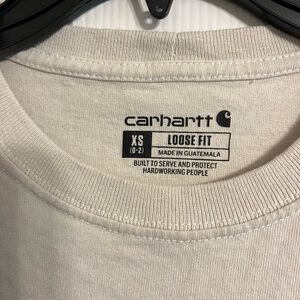 carhartt
XS LOOSE FIT
(0-2) MADE IN GUATEMALA
BUILT TO SERVE AND PROTECT
HARDWORKING PEOPLE